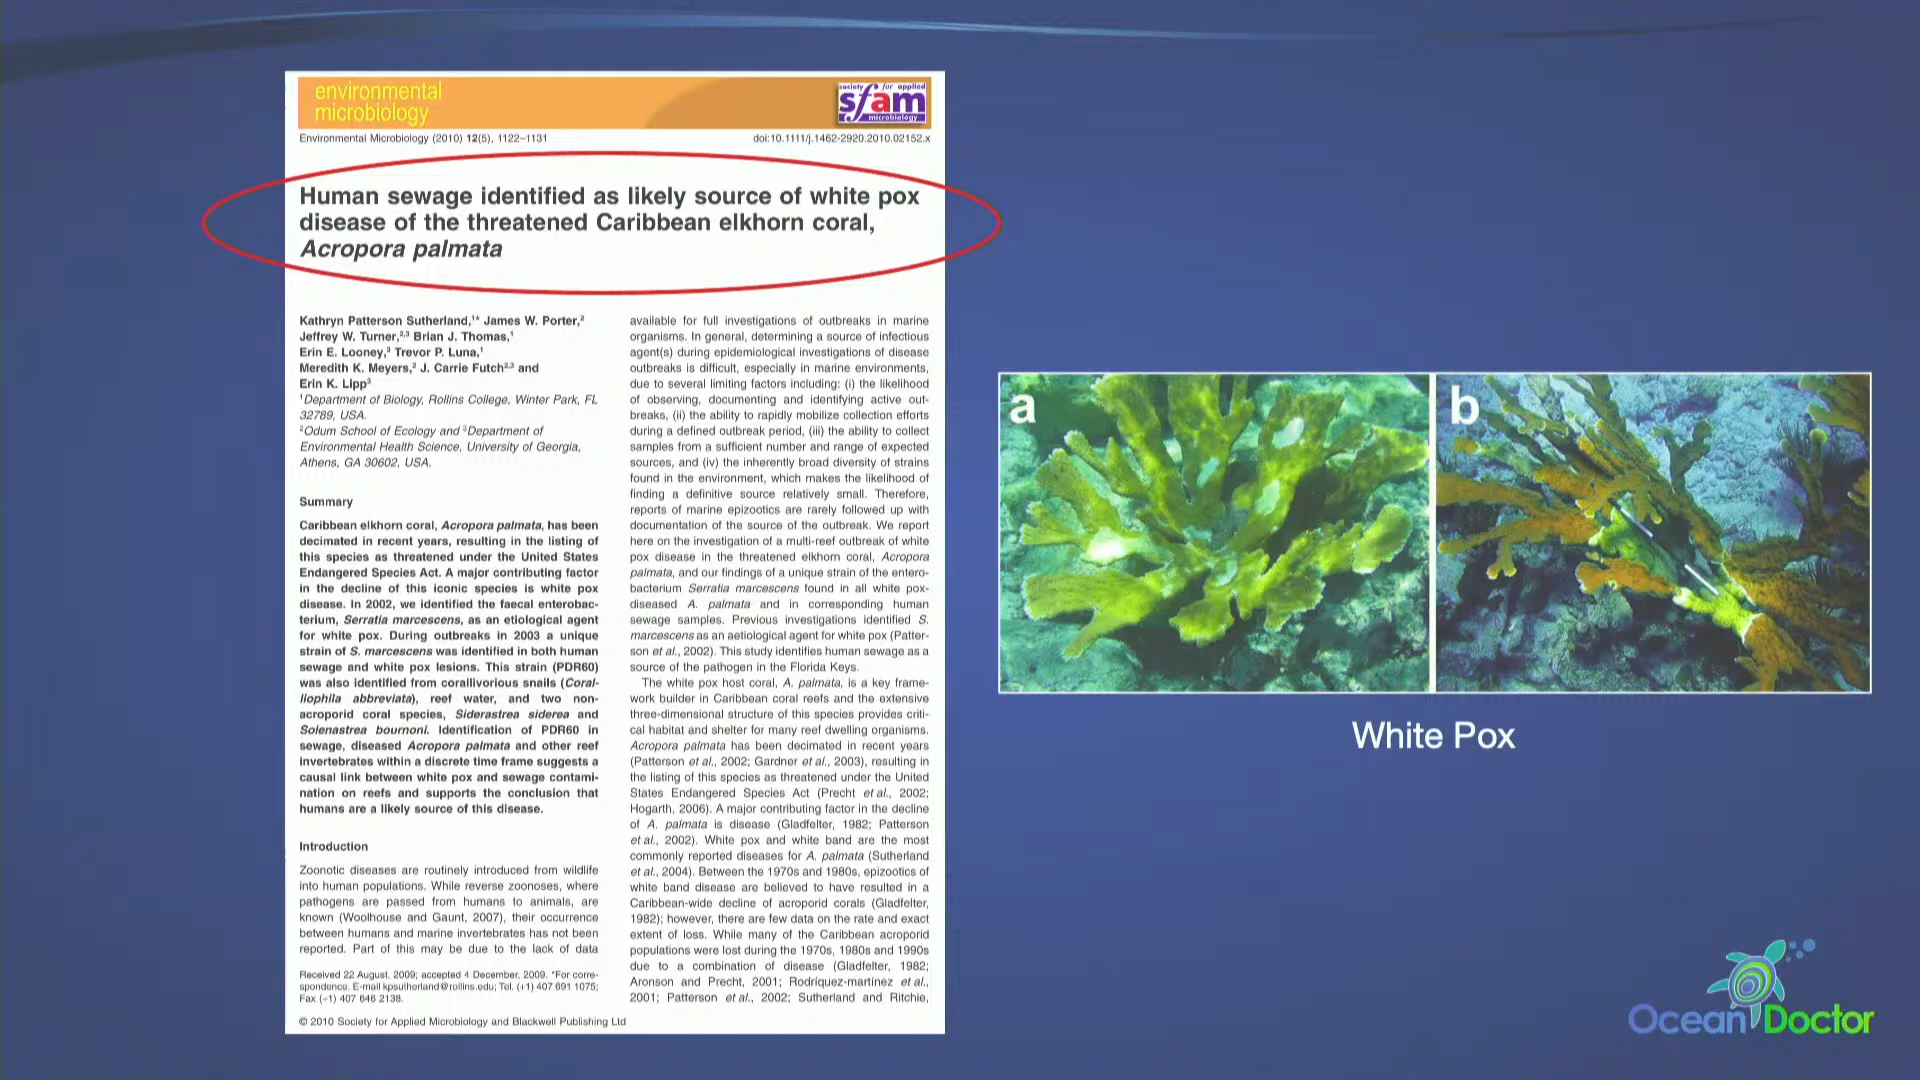 environmental
microbiology
society for applied
sfam
microbiology
Environmental Microbiology (2010) 12(5), 1122–1131
doi:10.1111/j.1462-2920.2010.02152.x
Human sewage identified as likely source of white pox
disease of the threatened Caribbean elkhorn coral,
Acropora palmata
Kathryn Patterson Sutherland,¹* James W. Porter,²
Jeffrey W. Turner,²,³ Brian J. Thomas,¹
Erin E. Looney,³ Trevor P. Luna,¹
Meredith K. Meyers,² J. Carrie Futch²,³ and
Erin K. Lipp³
¹Department of Biology, Rollins College, Winter Park, FL
32789, USA.
²Odum School of Ecology and ³Department of
Environmental Health Science, University of Georgia,
Athens, GA 30602, USA.
Summary
Caribbean elkhorn coral, Acropora palmata, has been
decimated in recent years, resulting in the listing of
this species as threatened under the United States
Endangered Species Act. A major contributing factor
in the decline of this iconic species is white pox
disease. In 2002, we identified the faecal enterobac-
terium, Serratia marcescens, as an etiological agent
for white pox. During outbreaks in 2003 a unique
strain of S. marcescens was identified in both human
sewage and white pox lesions. This strain (PDR60)
was also identified from corallivorious snails (Coral-
liophila abbreviata), reef water, and two non-
acroporid coral species, Siderastrea siderea and
Solenastrea bournoni. Identification of PDR60 in
sewage, diseased Acropora palmata and other reef
invertebrates within a discrete time frame suggests a
causal link between white pox and sewage contami-
nation on reefs and supports the conclusion that
humans are a likely source of this disease.
Introduction
Zoonotic diseases are routinely introduced from wildlife
into human populations. While reverse zoonoses, where
pathogens are passed from humans to animals, are
known (Woolhouse and Gaunt, 2007), their occurrence
between humans and marine invertebrates has not been
reported. Part of this may be due to the lack of data
Received 22 August, 2009; accepted 4 December, 2009. *For corre-
spondence. E-mail kpsutherland@rollins.edu; Tel. (+1) 407 691 1075;
Fax (+1) 407 646 2138.
© 2010 Society for Applied Microbiology and Blackwell Publishing Ltd
available for full investigations of outbreaks in marine
organisms. In general, determining a source of infectious
agent(s) during epidemiological investigations of disease
outbreaks is difficult, especially in marine environments,
due to several limiting factors including: (i) the likelihood
of observing, documenting and identifying active out-
breaks, (ii) the ability to rapidly mobilize collection efforts
during a defined outbreak period, (iii) the ability to collect
samples from a sufficient number and range of expected
sources, and (iv) the inherently broad diversity of strains
found in the environment, which makes the likelihood of
finding a definitive source relatively small. Therefore,
reports of marine epizootics are rarely followed up with
documentation of the source of the outbreak. We report
here on the investigation of a multi-reef outbreak of white
pox disease in the threatened elkhorn coral, Acropora
palmata, and our findings of a unique strain of the entero-
bacterium Serratia marcescens found in all white pox-
diseased A. palmata and in corresponding human
sewage samples. Previous investigations identified S.
marcescens as an aetiological agent for white pox (Patter-
son et al., 2002). This study identifies human sewage as a
source of the pathogen in the Florida Keys.
The white pox host coral, A. palmata, is a key frame-
work builder in Caribbean coral reefs and the extensive
three-dimensional structure of this species provides criti-
cal habitat and shelter for many reef dwelling organisms.
Acropora palmata has been decimated in recent years
(Patterson et al., 2002; Gardner et al., 2003), resulting in
the listing of this species as threatened under the United
States Endangered Species Act (Precht et al., 2002;
Hogarth, 2006). A major contributing factor in the decline
of A. palmata is disease (Gladfelter, 1982; Patterson
et al., 2002). White pox and white band are the most
commonly reported diseases for A. palmata (Sutherland
et al., 2004). Between the 1970s and 1980s, epizootics of
white band disease are believed to have resulted in a
Caribbean-wide decline of acroporid corals (Gladfelter,
1982); however, there are few data on the rate and exact
extent of loss. While many of the Caribbean acroporid
populations were lost during the 1970s, 1980s and 1990s
due to a combination of disease (Gladfelter, 1982;
Aronson and Precht, 2001; Rodríquez-martínez et al.,
2001; Patterson et al., 2002; Sutherland and Ritchie,
a
b
White Pox
Ocean Doctor